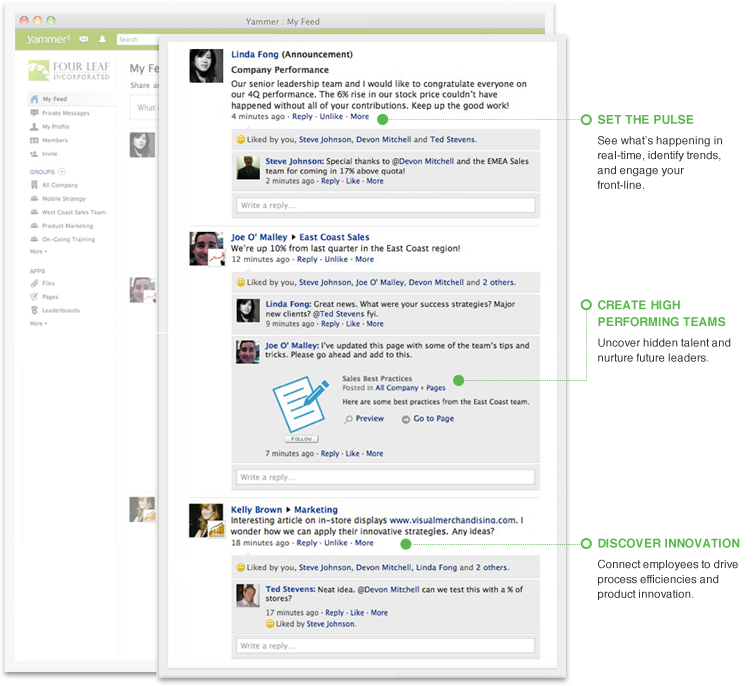 Yammer : My Feed
yammer
Search
FOUR LEAF
INCORPORATED
My Feed
Private Messages
My Profile
Members
Invite
GROUPS
All Company
Mobile Strategy
West Coast Sales Team
Product Marketing
On-Going Training
More
APPS
Files
Pages
Leaderboards
More
My Fe
Share an
What a
Linda Fong (Announcement)
Company Performance
Our senior leadership team and I would like to congratulate everyone on
our 4Q performance. The 6% rise in our stock price couldn't have
happened without all of your contributions. Keep up the good work!
4 minutes ago · Reply · Unlike · More
Liked by you, Steve Johnson, Devon Mitchell and Ted Stevens.
Steve Johnson: Special thanks to @Devon Mitchell and the EMEA Sales
team for coming in 17% above quota!
2 minutes ago · Reply · Like · More
Write a reply...
Joe O' Malley ▸ East Coast Sales
We're up 10% from last quarter in the East Coast region!
12 minutes ago · Reply · Unlike · More
Liked by you, Steve Johnson, Joe O' Malley, Devon Mitchell and 2 others.
Linda Fong: Great news. What were your success strategies? Major
new clients? @Ted Stevens fyi.
9 minutes ago · Reply · Like · More
Joe O' Malley: I've updated this page with some of the team's tips and
tricks. Please go ahead and add to this.
Sales Best Practices
Posted in All Company › Pages
Here are some best practices from the East Coast team.
Preview
Go to Page
FOLLOW
7 minutes ago · Reply · Like · More
Write a reply...
Kelly Brown ▸ Marketing
Interesting article on in-store displays www.visualmerchandising.com. I
wonder how we can apply their innovative strategles. Any ideas?
18 minutes ago · Reply · Unlike · More
Liked by you, Steve Johnson, Devon Mitchell, Linda Fong and 2 others.
Ted Stevens: Neat idea. @Devon Mitchell can we test this with a % of
stores?
17 minutes ago · Reply · Like · More
Liked by Steve Johnson.
Write a reply...
SET THE PULSE
See what's happening in
real-time, identify trends,
and engage your
front-line.
CREATE HIGH
PERFORMING TEAMS
Uncover hidden talent and
nurture future leaders.
DISCOVER INNOVATION
Connect employees to drive
process efficiencies and
product innovation.